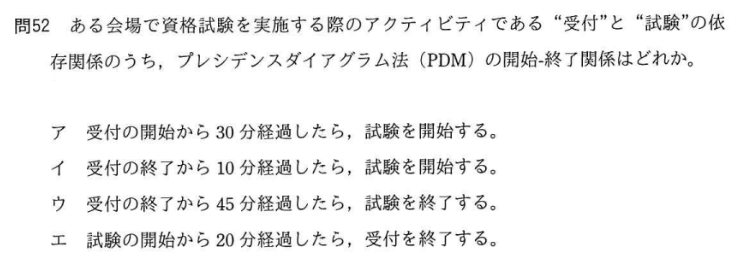 問52　ある会場で資格試験を実施する際のアクティビティである“受付”と“試験”の依
存関係のうち，プレシデンスダイアグラム法（PDM）の開始-終了関係はどれか。
ア　受付の開始から 30 分経過したら，試験を開始する。
イ　受付の終了から 10 分経過したら，試験を開始する。
ウ　受付の終了から 45 分経過したら，試験を終了する。
エ　試験の開始から 20 分経過したら，受付を終了する。